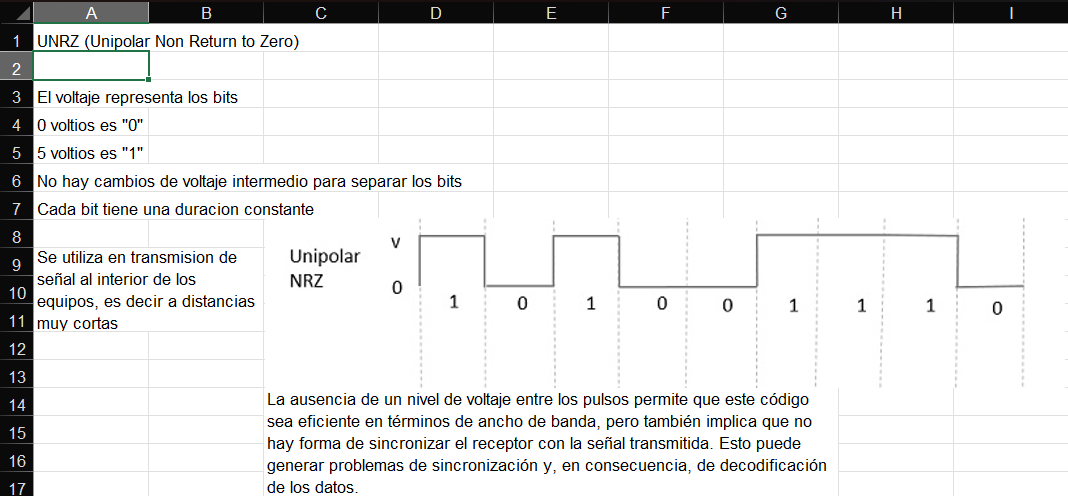 A B C D E F G H I
1 UNRZ (Unipolar Non Return to Zero)
2
3 El voltaje representa los bits
4 0 voltios es "0"
5 5 voltios es "1"
6 No hay cambios de voltaje intermedio para separar los bits
7 Cada bit tiene una duracion constante
8
9
10
11
Se utiliza en transmision de
señal al interior de los
equipos, es decir a distancias
muy cortas
Unipolar
NRZ
V
0
1 0 1 0 0 1 1 1 0
12
13
14
15
16
17
La ausencia de un nivel de voltaje entre los pulsos permite que este código
sea eficiente en términos de ancho de banda, pero también implica que no
hay forma de sincronizar el receptor con la señal transmitida. Esto puede
generar problemas de sincronización y, en consecuencia, de decodificación
de los datos.